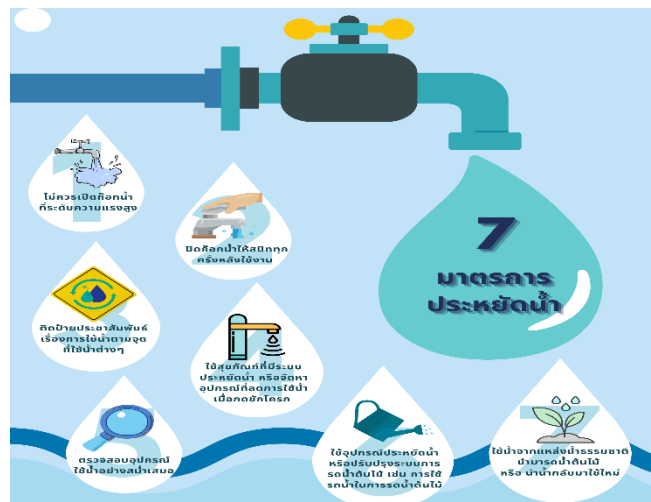 7
มาตรการ
ประหยัดน้ำ
1
ไม่ควรเปิดก๊อกน้ำ
ที่ระดับความแรงสูง
2
ปิดก๊อกน้ำให้สนิททุก
ครั้งหลังใช้งาน
3
ติดป้ายประชาสัมพันธ์
เรื่องการใช้น้ำตามจุด
ที่ใช้น้ำต่างๆ
4
ใช้สุขภัณฑ์ที่มีระบบ
ประหยัดน้ำ หรือจัดหา
อุปกรณ์ที่ลดการใช้น้ำ
เมื่อกดชักโครก
5
ตรวจสอบอุปกรณ์
ใช้น้ำอย่างสม่ำเสมอ
ใช้อุปกรณ์ประหยัดน้ำ
หรือปรับปรุงระบบการ
รดน้ำต้นไม้ เช่น การใช้
รถน้ำในการรดน้ำต้นไม้
ใช้น้ำจากแหล่งน้ำธรรมชาติ
นำมารดน้ำต้นไม้
หรือ นำน้ำกลับมาใช้ใหม่